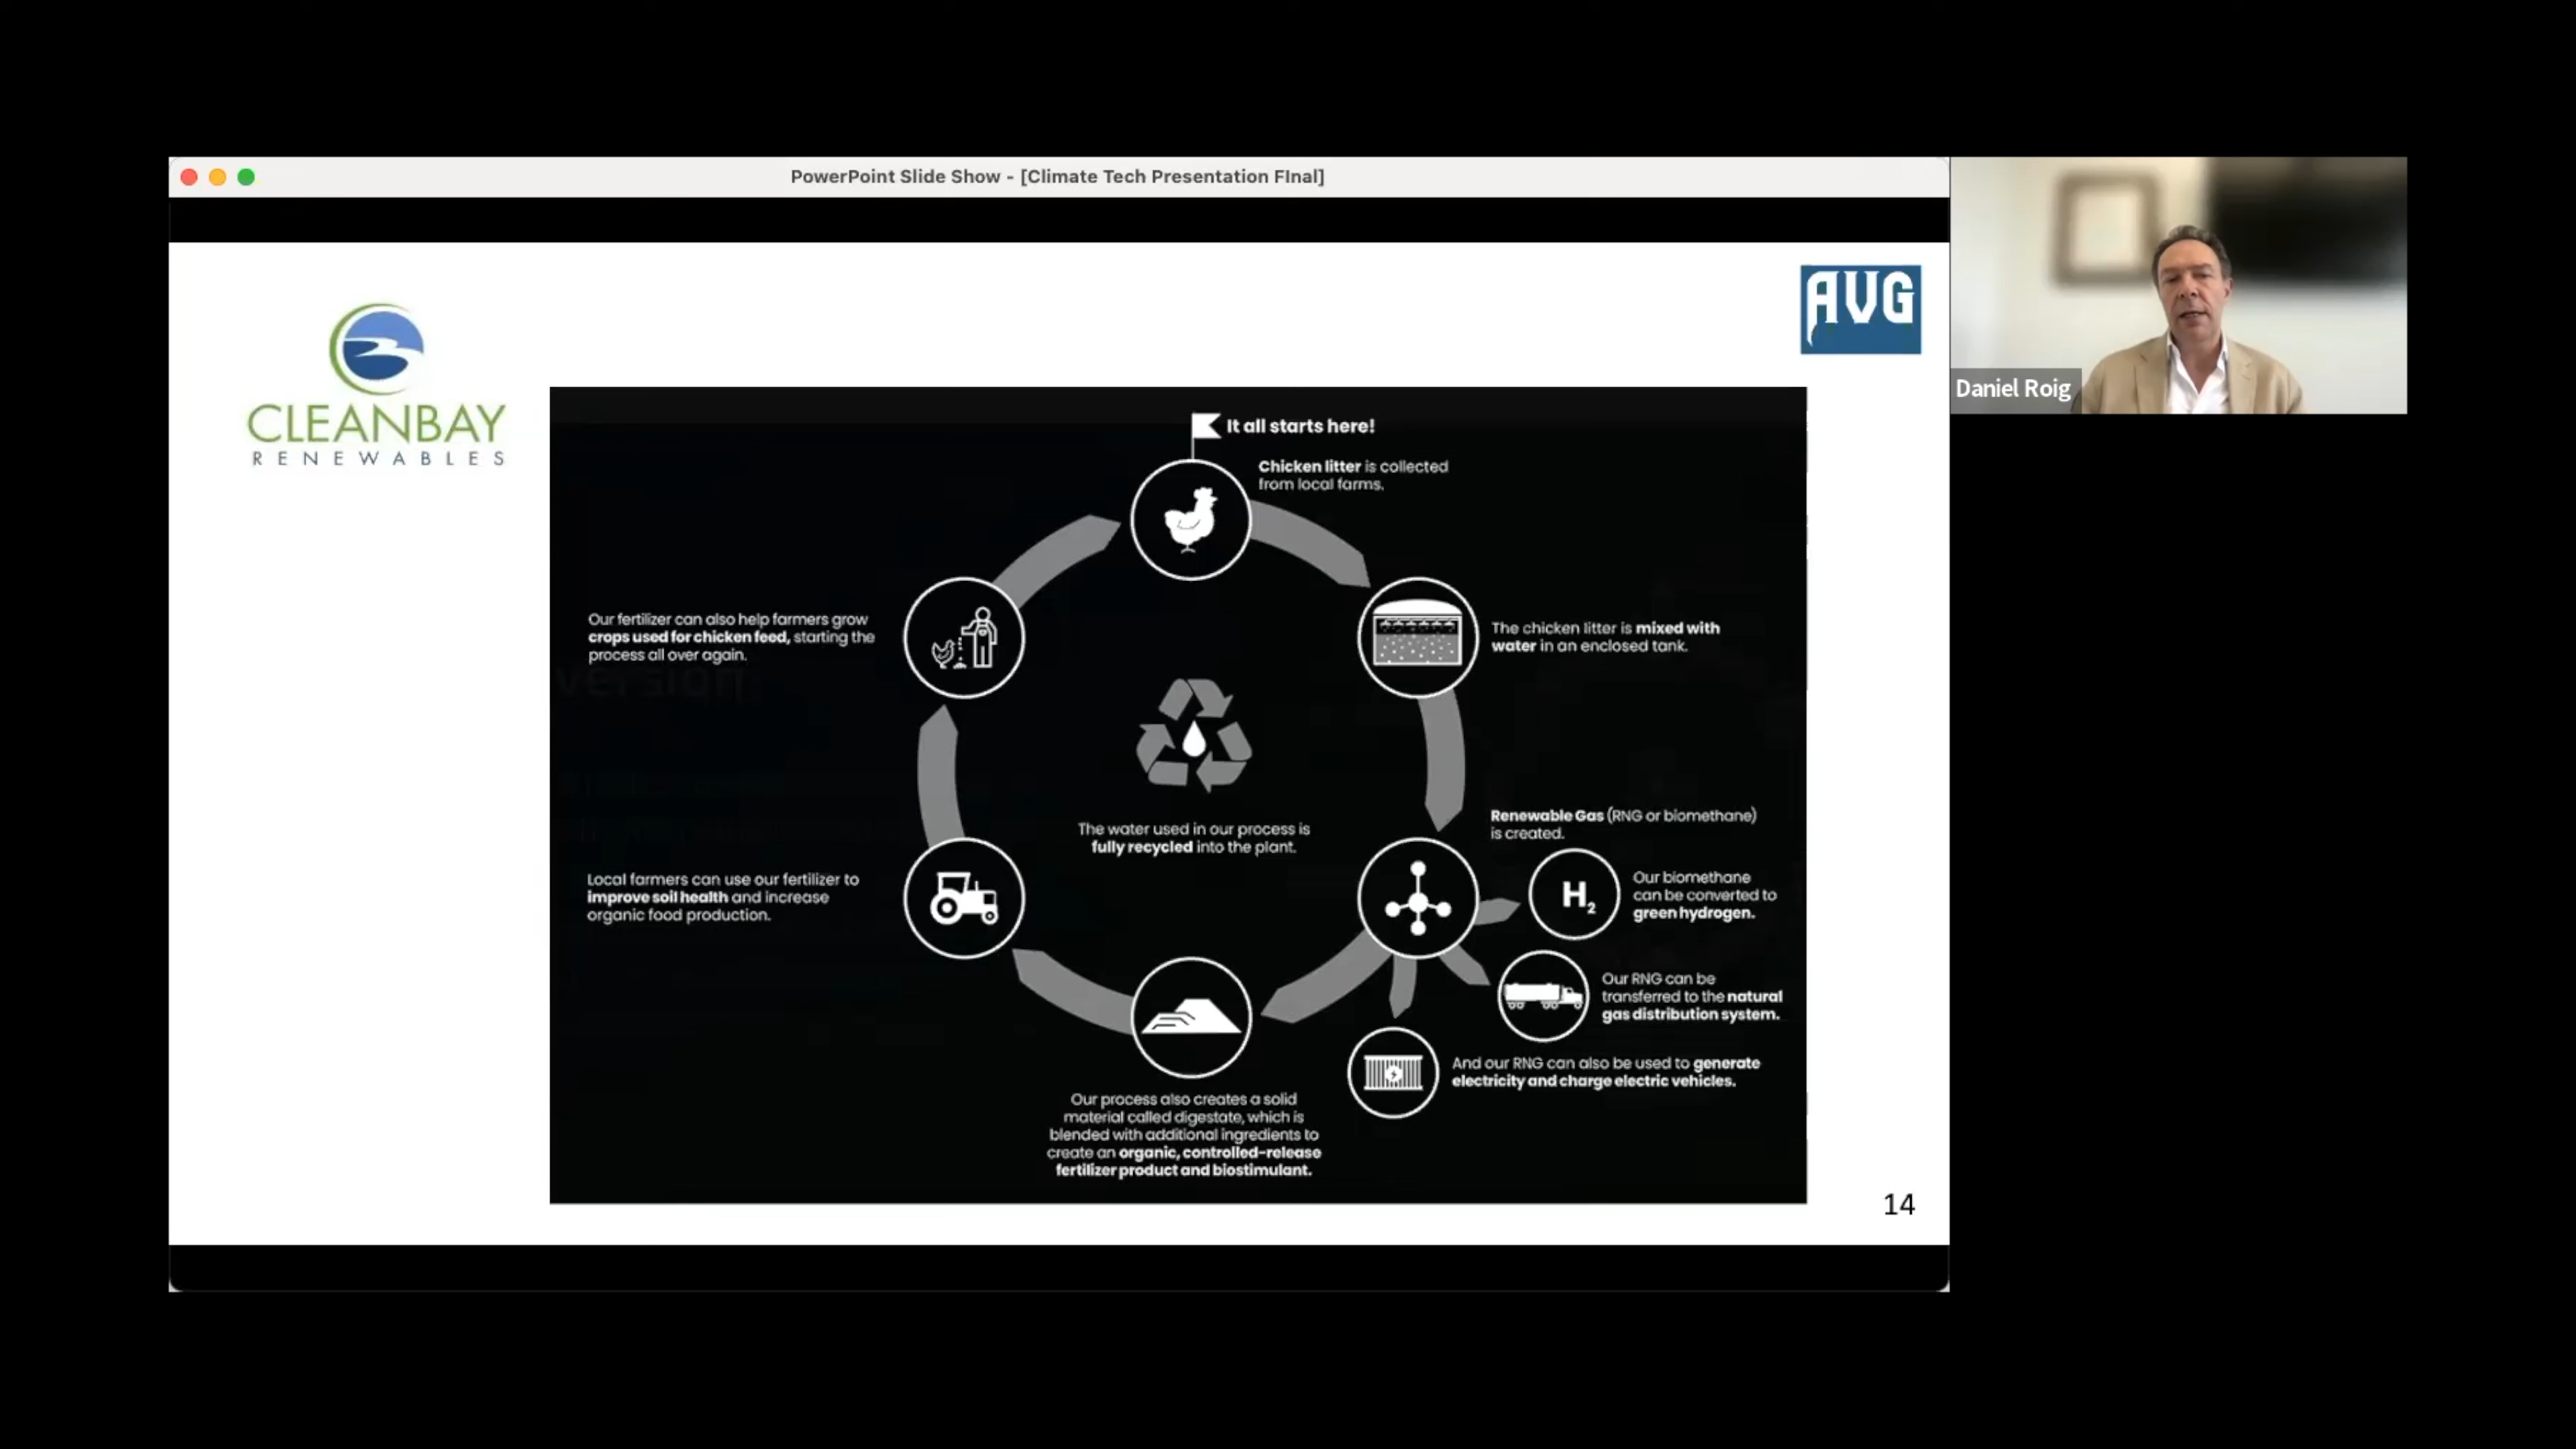 PowerPoint Slide Show - [Climate Tech Presentation FInal]
CLEANBAY
RENEWABLES
AVG
Daniel Roig
It all starts here!
Chicken litter is collected
from local farms.
The chicken litter is mixed with
water in an enclosed tank.
Renewable Gas (RNG or biomethane)
is created.
H2
Our biomethane
can be converted to
green hydrogen.
Our RNG can be
transferred to the natural
gas distribution system.
And our RNG can also be used to generate
electricity and charge electric vehicles.
Our process also creates a solid
material called digestate, which is
blended with additional ingredients to
create an organic, controlled-release
fertilizer product and biostimulant.
Local farmers can use our fertilizer to
improve soil health and increase
organic food production.
Our fertilizer can also help farmers grow
crops used for chicken feed, starting the
process all over again.
version
The water used in our process is
fully recycled into the plant.
14